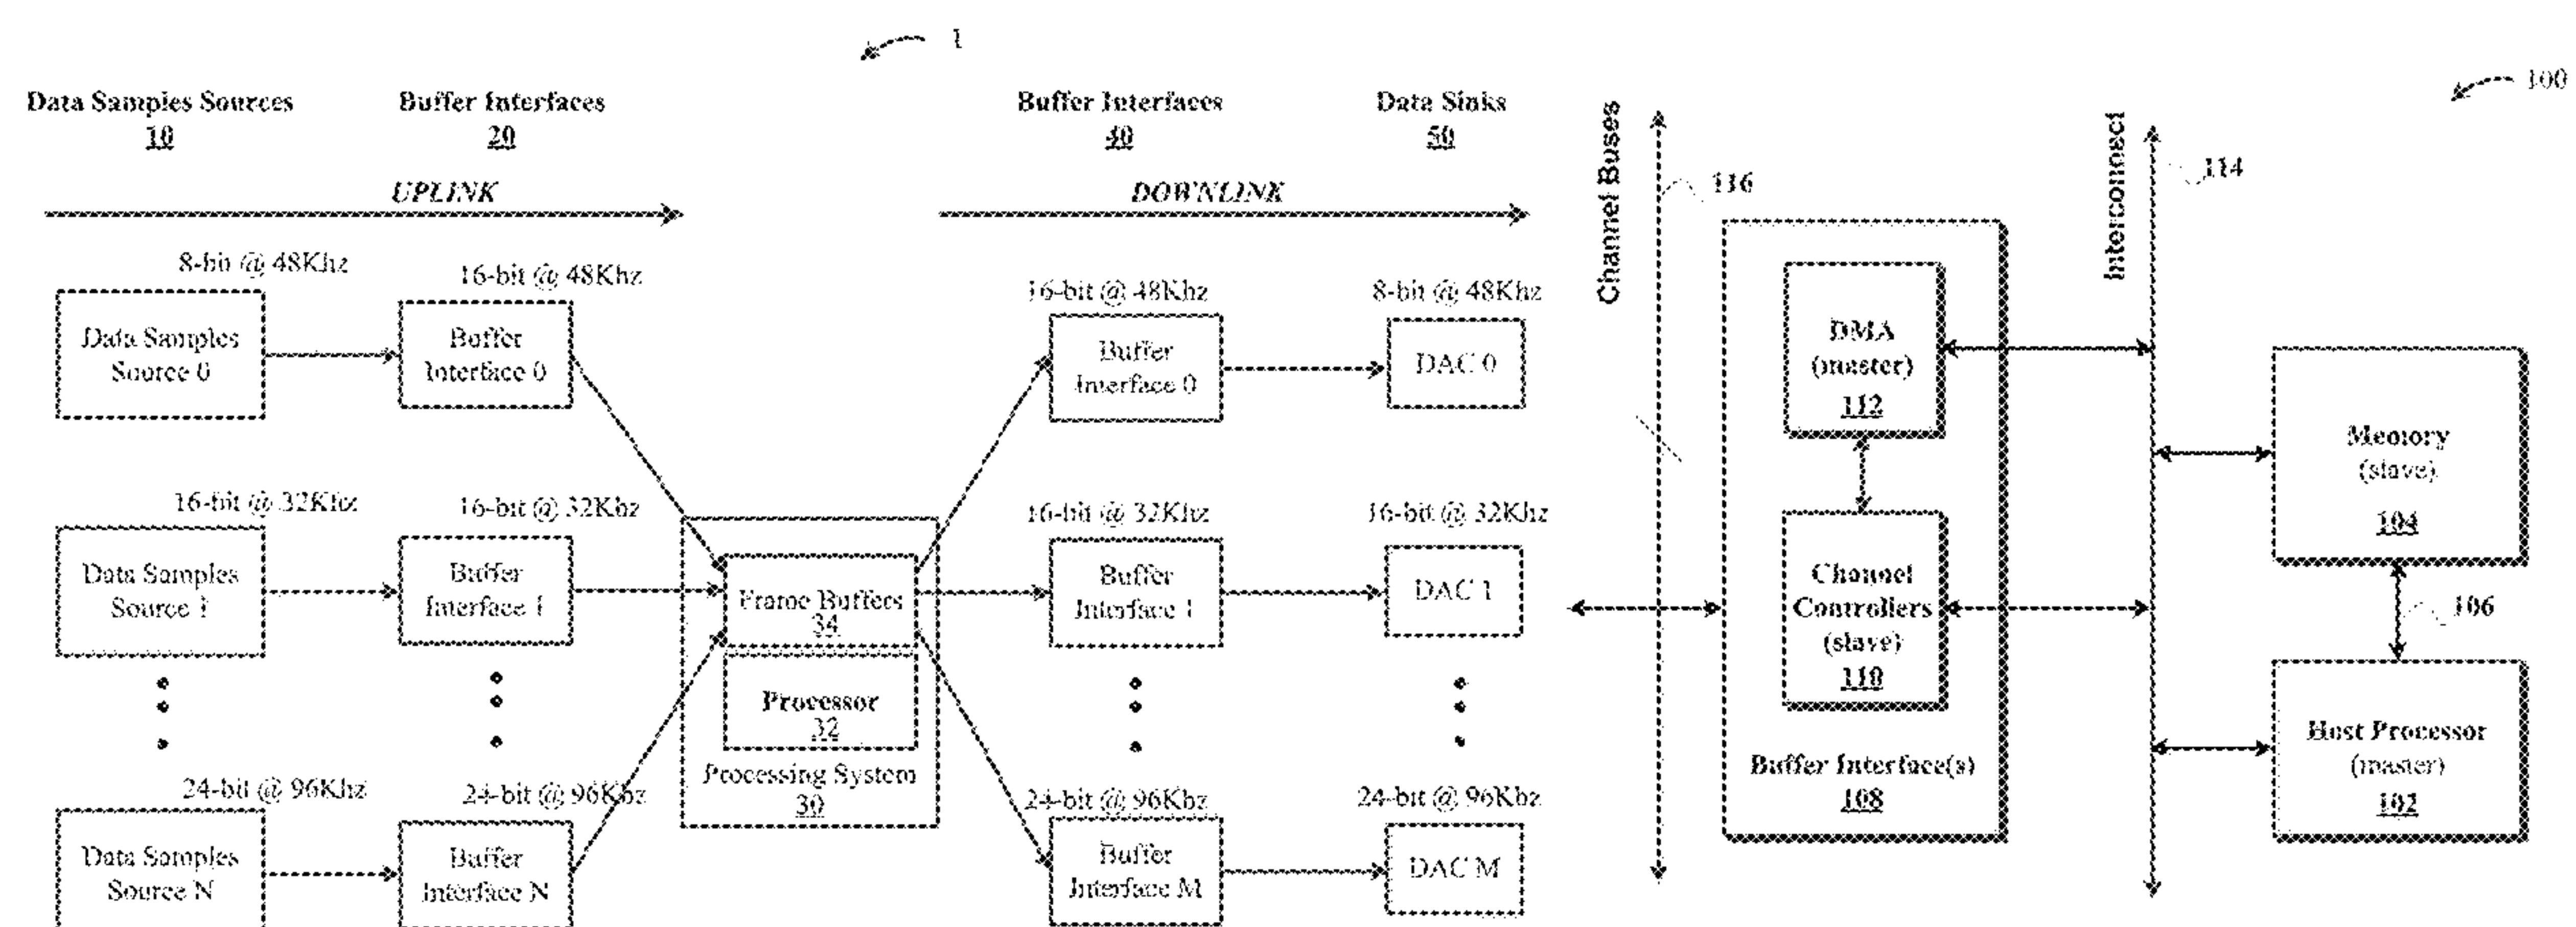 1
Data Samples Sources
10
Buffer Interfaces
20
UPLINK
8-bit @ 48Khz
16-bit @ 48Khz
Data Samples
Source 0
Buffer
Interface 0
16-bit @ 32Khz
16-bit @ 32Khz
Data Samples
Source 1
Buffer
Interface 1
24-bit @ 96Khz
24-bit @ 96Khz
Data Samples
Source N
Buffer
Interface N
Frame Buffers
34
Processor
32
Processing System
30
Buffer Interfaces
40
Data Sinks
50
DOWNLINK
16-bit @ 48Khz
8-bit @ 48Khz
Buffer
Interface 0
DAC 0
16-bit @ 32Khz
16-bit @ 32Khz
Buffer
Interface 1
DAC 1
24-bit @ 96Khz
24-bit @ 96Khz
Buffer
Interface M
DAC M
100
Channel Buses
116
Interconnect
114
DMA
(master)
112
Channel
Controllers
(slave)
110
Buffer Interface(s)
108
Memory
(slave)
104
106
Host Processor
(master)
102